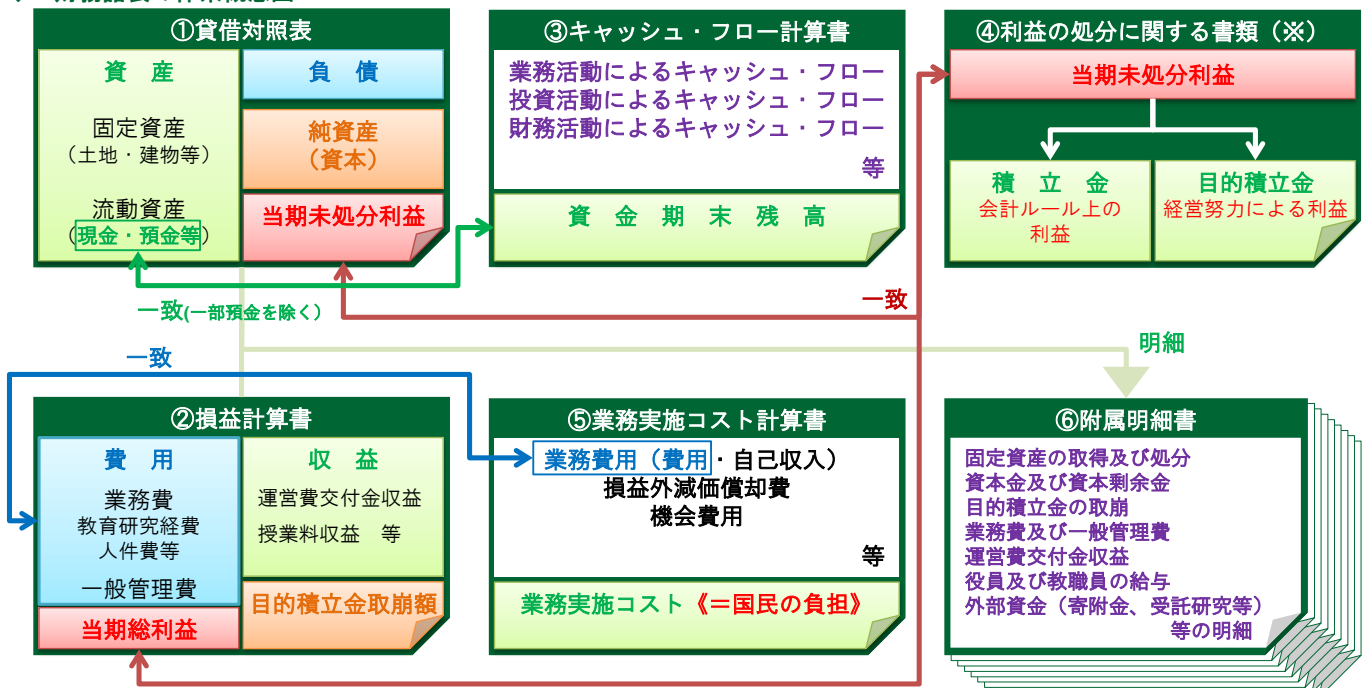 ①貸借対照表
資 産
固定資産
（土地・建物等）
流動資産
（現金・預金等）
負 債
純資産
（資本）
当期未処分利益
③キャッシュ・フロー計算書
業務活動によるキャッシュ・フロー
投資活動によるキャッシュ・フロー
財務活動によるキャッシュ・フロー
等
資 金 期 末 残 高
④利益の処分に関する書類（※）
当期未処分利益
積 立 金
会計ルール上の
利益
目的積立金
経営努力による利益
一致(一部預金を除く）
一致
一致
明細
②損益計算書
費 用
業務費
教育研究経費
人件費等
一般管理費
当期総利益
収 益
運営費交付金収益
授業料収益 等
目的積立金取崩額
⑤業務実施コスト計算書
業務費用（費用・自己収入）
損益外減価償却費
機会費用
等
業務実施コスト《＝国民の負担》
⑥附属明細書
固定資産の取得及び処分
資本金及び資本剰余金
目的積立金の取崩
業務費及び一般管理費
運営費交付金収益
役員及び教職員の給与
外部資金（寄附金、受託研究等）
等の明細